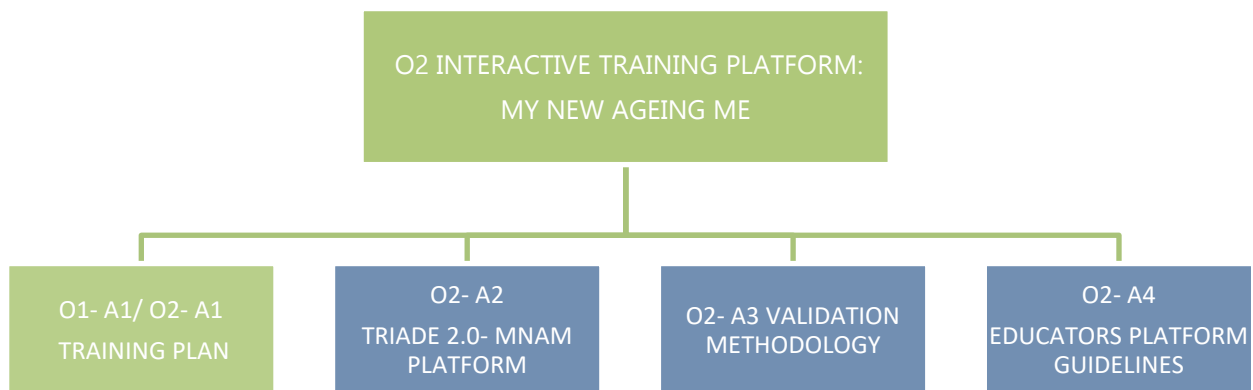 O2 INTERACTIVE TRAINING PLATFORM:
MY NEW AGEING ME
O1- A1/ O2- A1
TRAINING PLAN
O2- A2
TRIADE 2.0- MNAM
PLATFORM
O2- A3 VALIDATION
METHODOLOGY
O2- A4
EDUCATORS PLATFORM
GUIDELINES